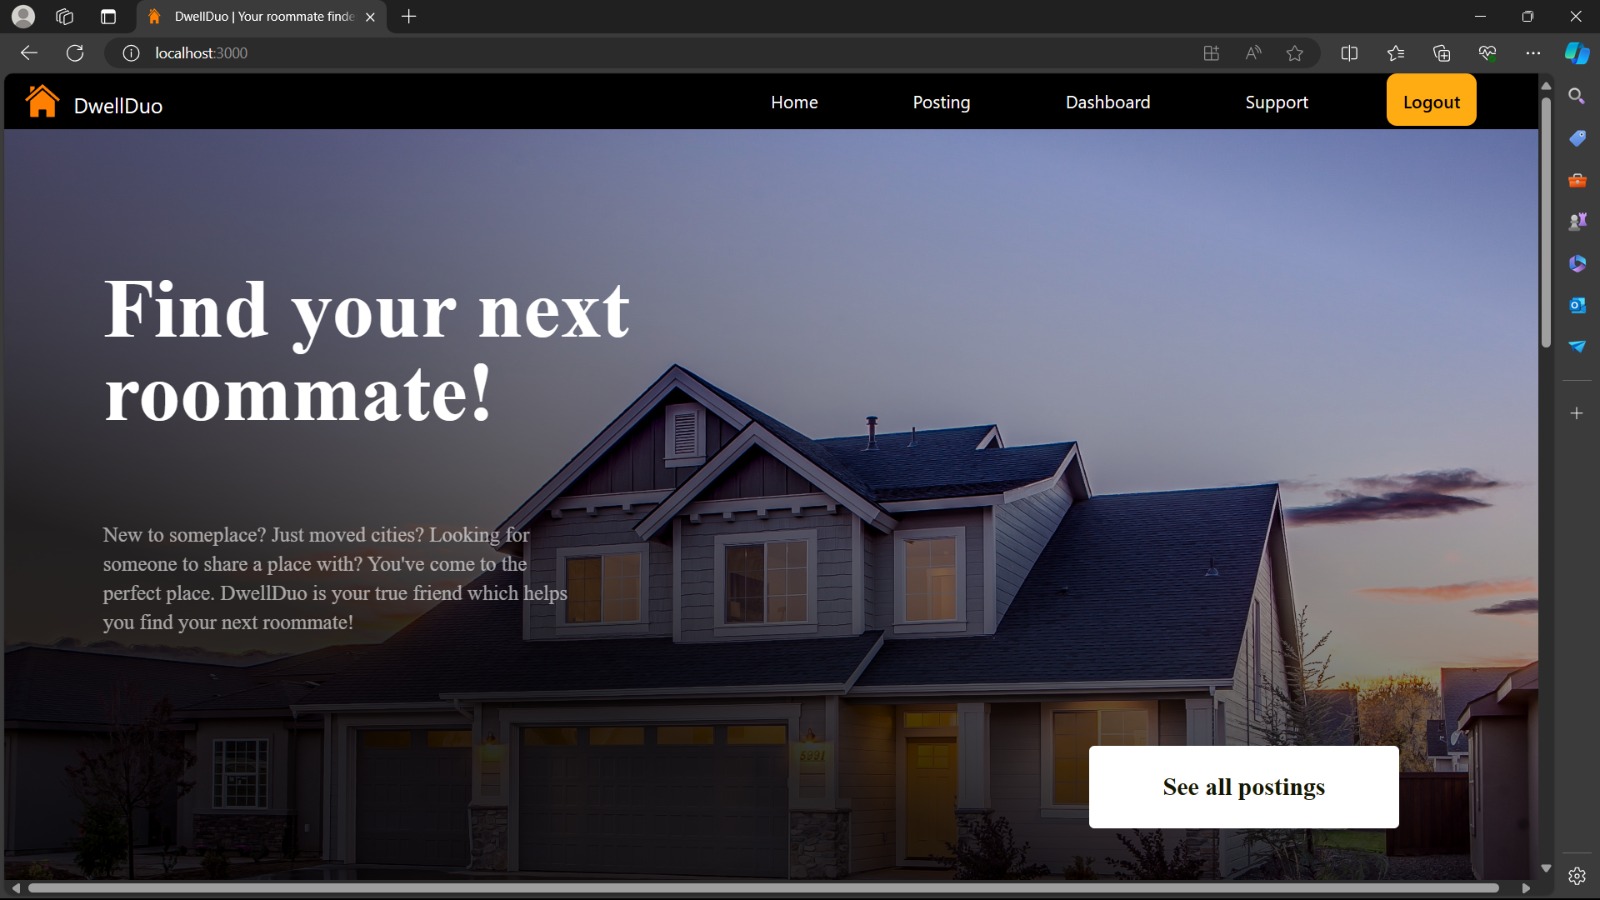 DwellDuo | Your roommate finde
localhost:3000
DwellDuo
Home
Posting
Dashboard
Support
Logout
Find your next
roommate!
New to someplace? Just moved cities? Looking for
someone to share a place with? You've come to the
perfect place. DwellDuo is your true friend which helps
you find your next roommate!
5921
See all postings